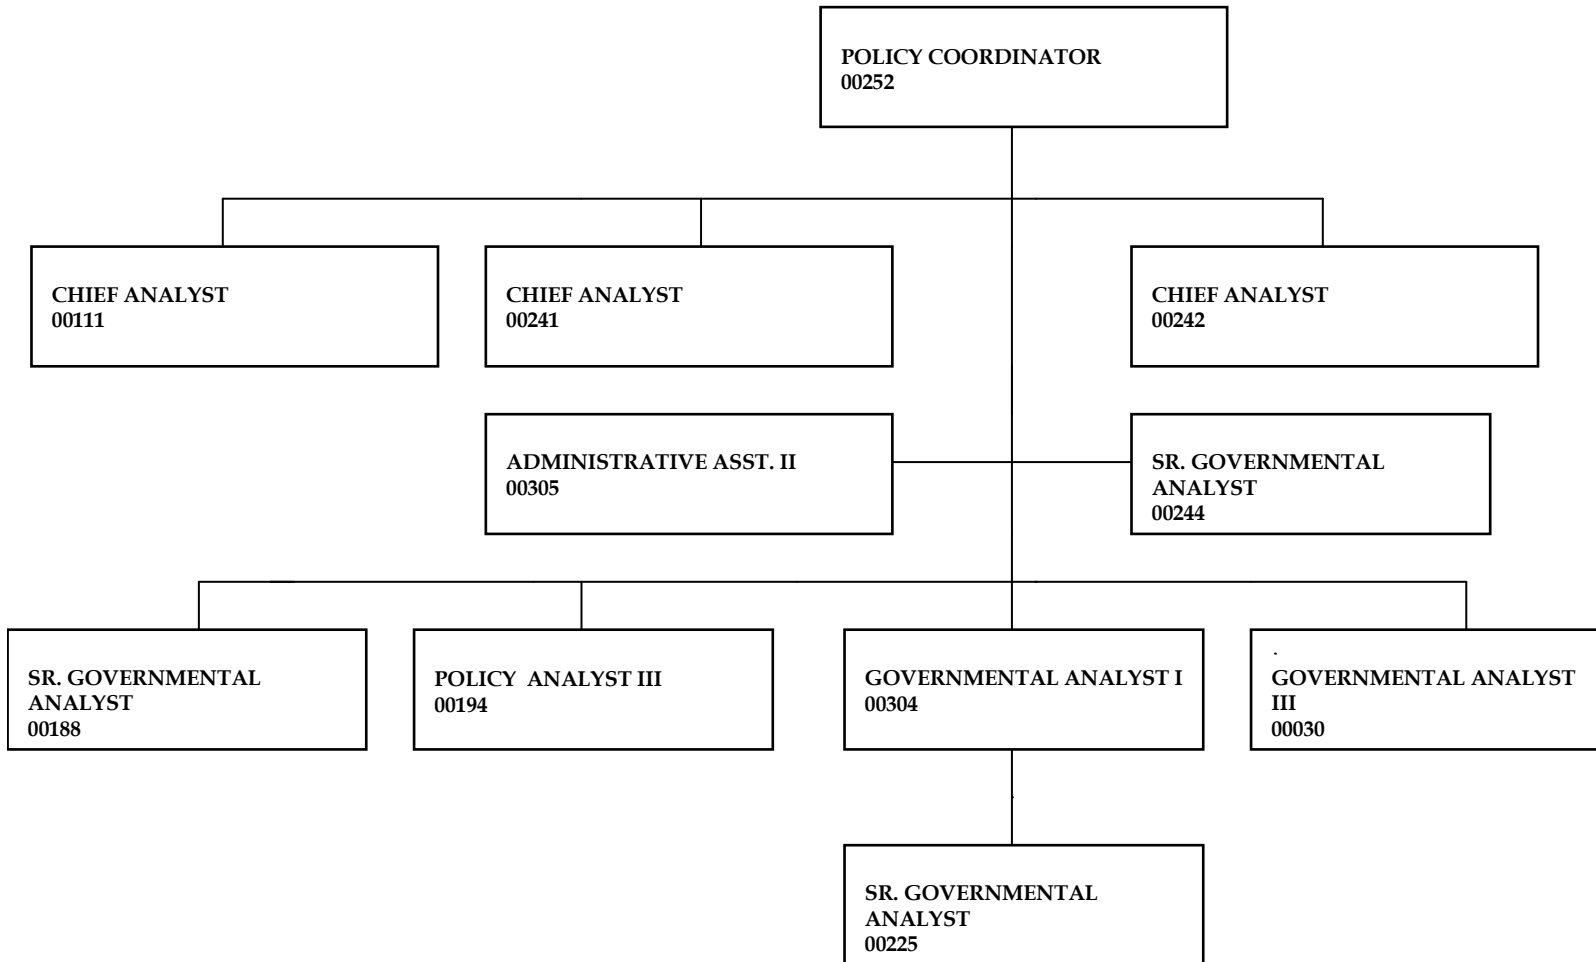 POLICY COORDINATOR
00252
CHIEF ANALYST
00111
CHIEF ANALYST
00241
CHIEF ANALYST
00242
ADMINISTRATIVE ASST. II
00305
SR. GOVERNMENTAL
ANALYST
00244
SR. GOVERNMENTAL
ANALYST
00188
POLICY ANALYST III
00194
GOVERNMENTAL ANALYST I
00304
.
GOVERNMENTAL ANALYST
III
00030
SR. GOVERNMENTAL
ANALYST
00225